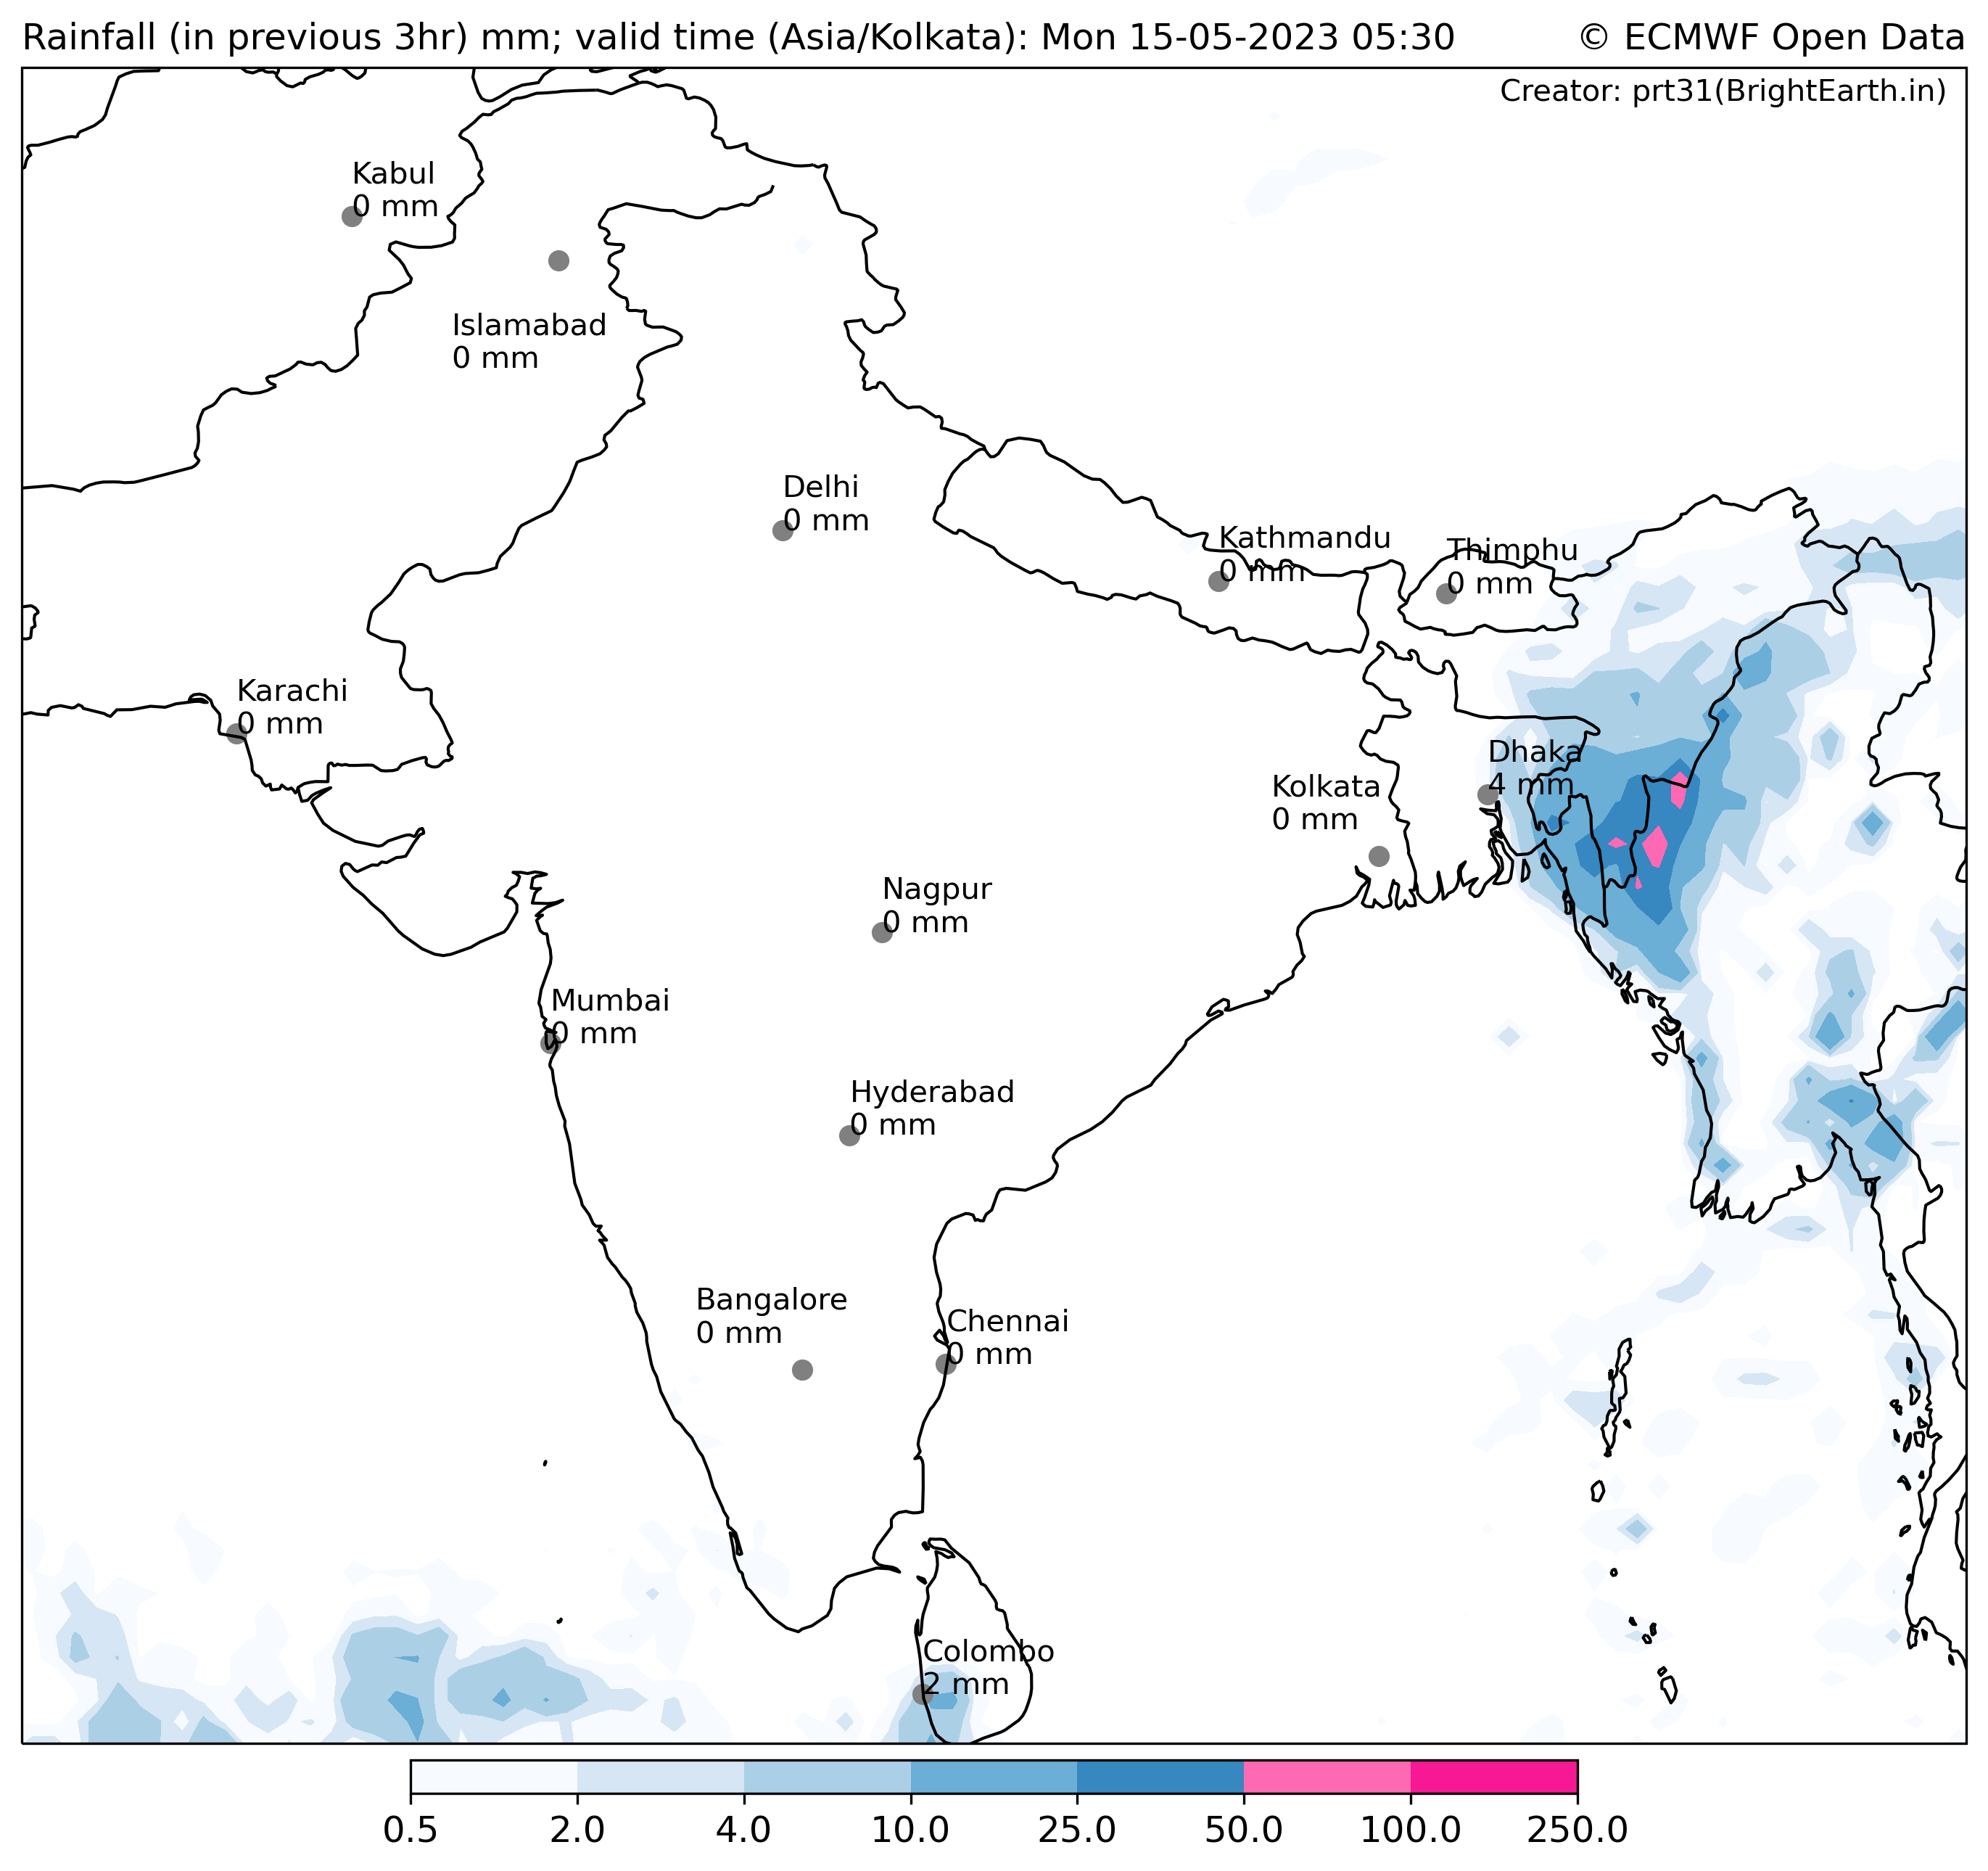 Rainfall (in previous 3hr) mm; valid time (Asia/Kolkata): Mon 15-05-2023 05:30
© ECMWF Open Data
Creator: prt31(BrightEarth.in)
Kabul
0 mm
Islamabad
0 mm
Delhi
0 mm
Kathmandu
0 mm
Thimphu
0 mm
Karachi
0 mm
Dhaka
4 mm
Kolkata
0 mm
Nagpur
0 mm
Mumbai
0 mm
Hyderabad
0 mm
Bangalore
0 mm
Chennai
0 mm
Colombo
2 mm
0.5 2.0 4.0 10.0 25.0 50.0 100.0 250.0